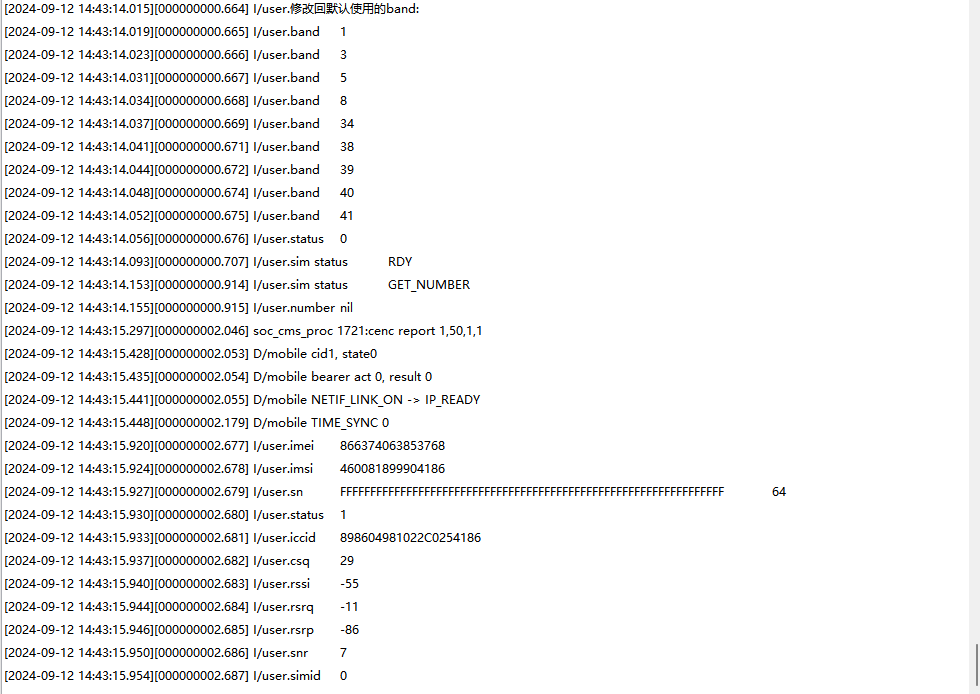 [2024-09-12 14:43:14.015][000000000.664] I/user.修改回默认使用的band:
[2024-09-12 14:43:14.019][000000000.665] I/user.band 1
[2024-09-12 14:43:14.023][000000000.666] I/user.band 3
[2024-09-12 14:43:14.031][000000000.667] I/user.band 5
[2024-09-12 14:43:14.034][000000000.668] I/user.band 8
[2024-09-12 14:43:14.037][000000000.669] I/user.band 34
[2024-09-12 14:43:14.041][000000000.671] I/user.band 38
[2024-09-12 14:43:14.044][000000000.672] I/user.band 39
[2024-09-12 14:43:14.048][000000000.674] I/user.band 40
[2024-09-12 14:43:14.052][000000000.675] I/user.band 41
[2024-09-12 14:43:14.056][000000000.676] I/user.status 0
[2024-09-12 14:43:14.093][000000000.707] I/user.sim status RDY
[2024-09-12 14:43:14.153][000000000.914] I/user.sim status GET_NUMBER
[2024-09-12 14:43:14.155][000000000.915] I/user.number nil
[2024-09-12 14:43:15.297][000000002.046] soc_cms_proc 1721:cenc report 1,50,1,1
[2024-09-12 14:43:15.428][000000002.053] D/mobile cid1, state0
[2024-09-12 14:43:15.435][000000002.054] D/mobile bearer act 0, result 0
[2024-09-12 14:43:15.441][000000002.055] D/mobile NETIF_LINK_ON -> IP_READY
[2024-09-12 14:43:15.448][000000002.179] D/mobile TIME_SYNC 0
[2024-09-12 14:43:15.920][000000002.677] I/user.imei 866374063853768
[2024-09-12 14:43:15.924][000000002.678] I/user.imsi 460081899904186
[2024-09-12 14:43:15.927][000000002.679] I/user.sn FFFFFFFFFFFFFFFFFFFFFFFFFFFFFFFFFFFFFFFFFFFFFFFFFFFFFFFFFFFFFFFF 64
[2024-09-12 14:43:15.930][000000002.680] I/user.status 1
[2024-09-12 14:43:15.933][000000002.681] I/user.iccid 898604981022C0254186
[2024-09-12 14:43:15.937][000000002.682] I/user.csq 29
[2024-09-12 14:43:15.940][000000002.683] I/user.rssi -55
[2024-09-12 14:43:15.944][000000002.684] I/user.rsrq -11
[2024-09-12 14:43:15.946][000000002.685] I/user.rsrp -86
[2024-09-12 14:43:15.950][000000002.686] I/user.snr 7
[2024-09-12 14:43:15.954][000000002.687] I/user.simid 0